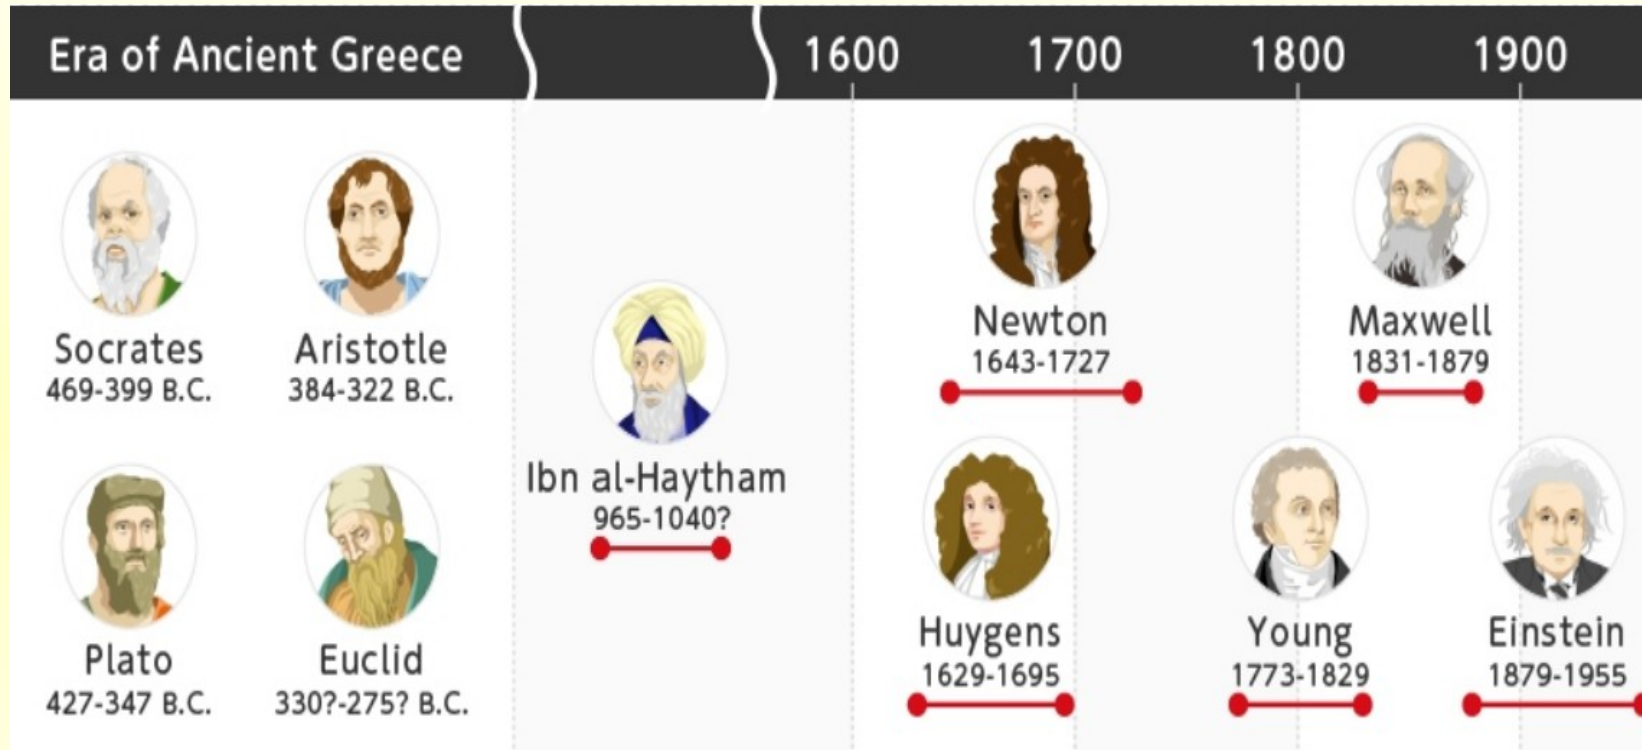 Era of Ancient Greece
1600
1700
1800
1900
Socrates
469-399 B.C.
Aristotle
384-322 B.C.
Plato
427-347 B.C.
Euclid
330?-275? B.C.
Ibn al-Haytham
965-1040?
Newton
1643-1727
Huygens
1629-1695
Maxwell
1831-1879
Young
1773-1829
Einstein
1879-1955